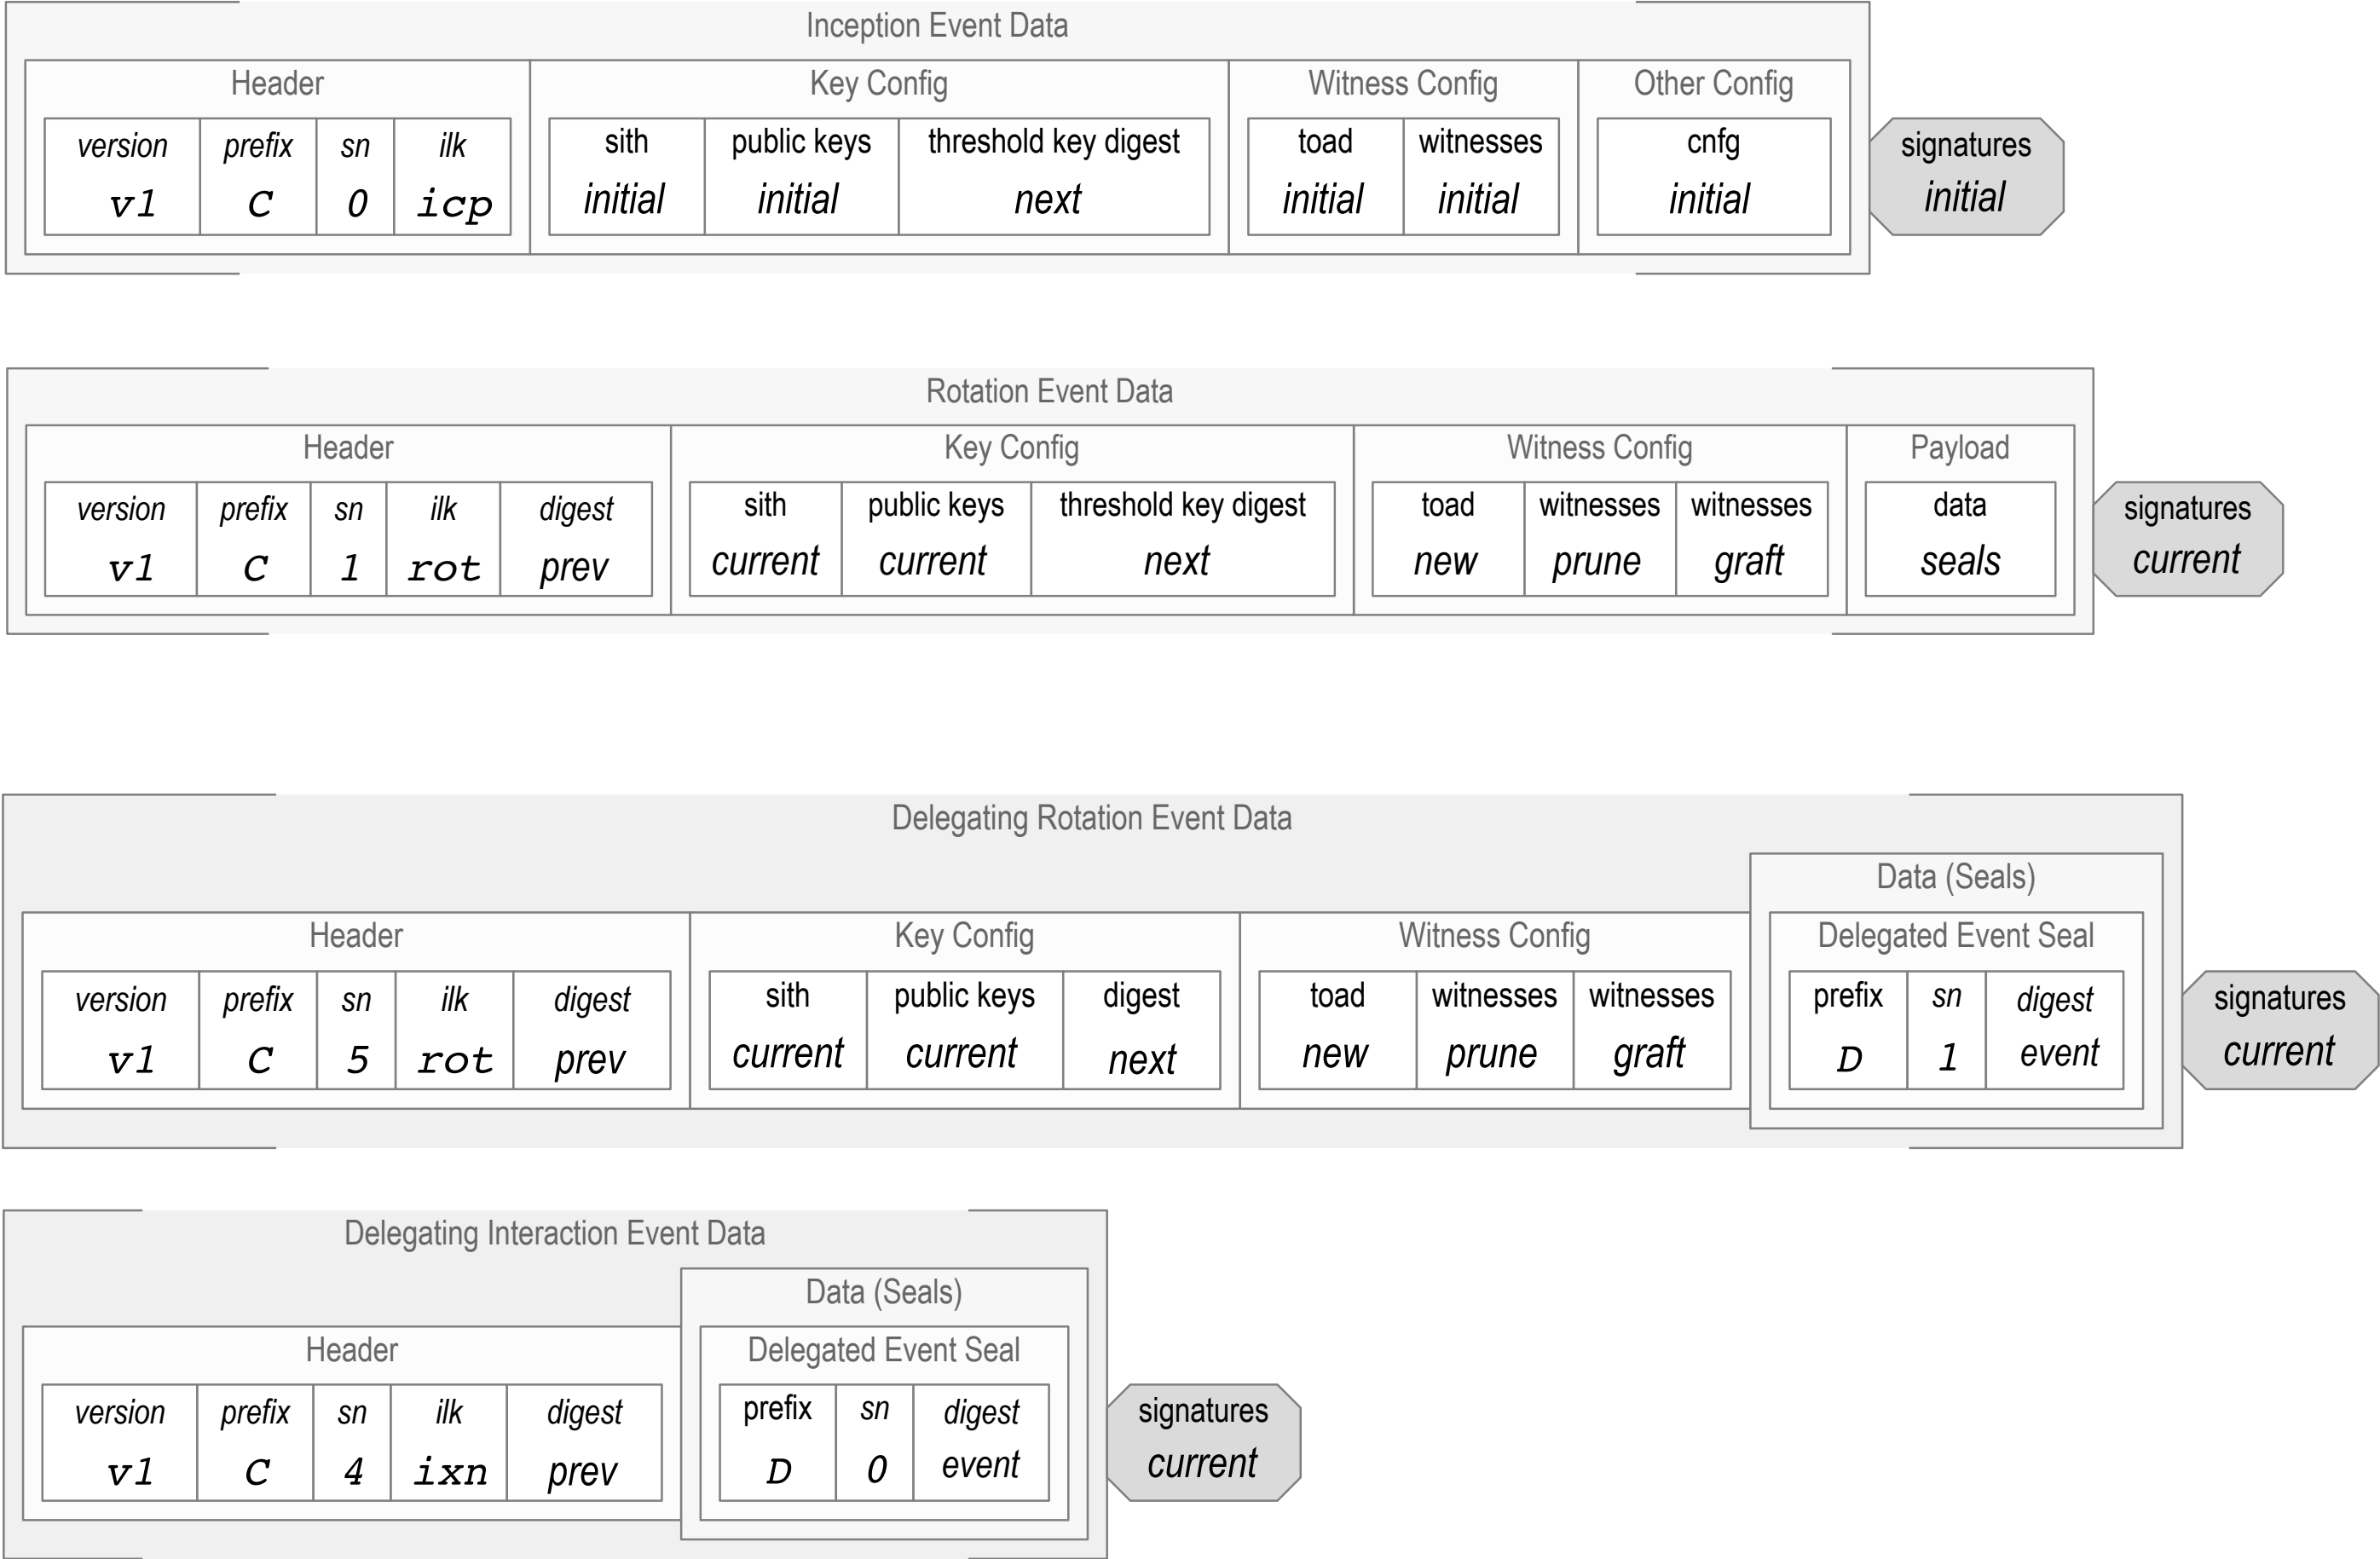 Inception Event Data
Header Key Config Witness Config Other Config
version prefix sn ilk sith public keys threshold key digest toad witnesses cnfg signatures
v1 C 0 icp initial initial next initial initial initial initial
Rotation Event Data
Header Key Config Witness Config Payload
version prefix sn ilk digest sith public keys threshold key digest toad witnesses witnesses data signatures
v1 C 1 rot prev current current next new prune graft seals current
Delegating Rotation Event Data
Data (Seals)
Header Key Config Witness Config Delegated Event Seal
version prefix sn ilk digest sith public keys digest toad witnesses witnesses prefix sn digest signatures
v1 C 5 rot prev current current next new prune graft D 1 event current
Delegating Interaction Event Data
Data (Seals)
Header Delegated Event Seal
version prefix sn ilk digest prefix sn digest signatures
v1 C 4 ixn prev D 0 event current